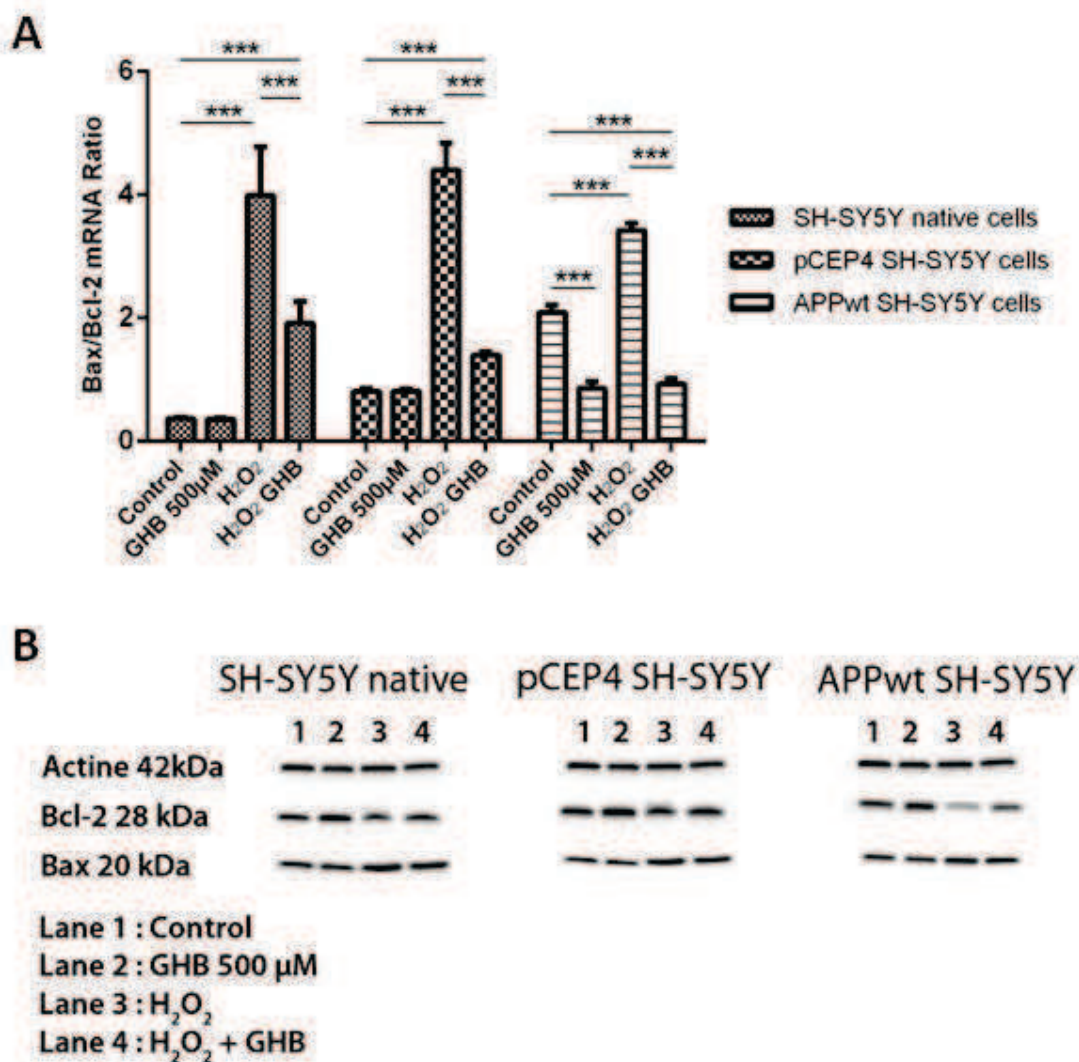 A
*** ***
*** ***
*** *** ***
***
***
***
6
4
2
0
Bax/Bcl-2 mRNA Ratio
Control
GHB 500µM
H₂O₂
H₂O₂ GHB
Control
GHB 500µM
H₂O₂
H₂O₂ GHB
Control
GHB 500µM
H₂O₂
H₂O₂ GHB
SH-SY5Y native cells
pCEP4 SH-SY5Y cells
APPwt SH-SY5Y cells
B
SH-SY5Y native pCEP4 SH-SY5Y APPwt SH-SY5Y
1 2 3 4 1 2 3 4 1 2 3 4
Actine 42kDa
Bcl-2 28 kDa
Bax 20 kDa
Lane 1 : Control
Lane 2 : GHB 500 µM
Lane 3 : H₂O₂
Lane 4 : H₂O₂ + GHB